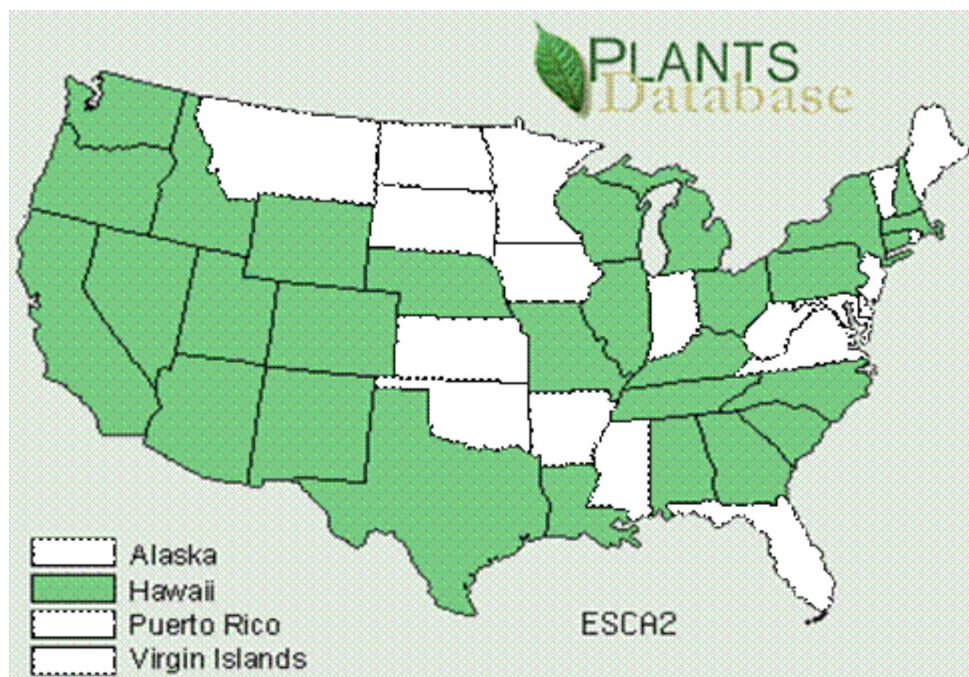 PLANTS
Database
Alaska
Hawaii
Puerto Rico
Virgin Islands
ESCA2